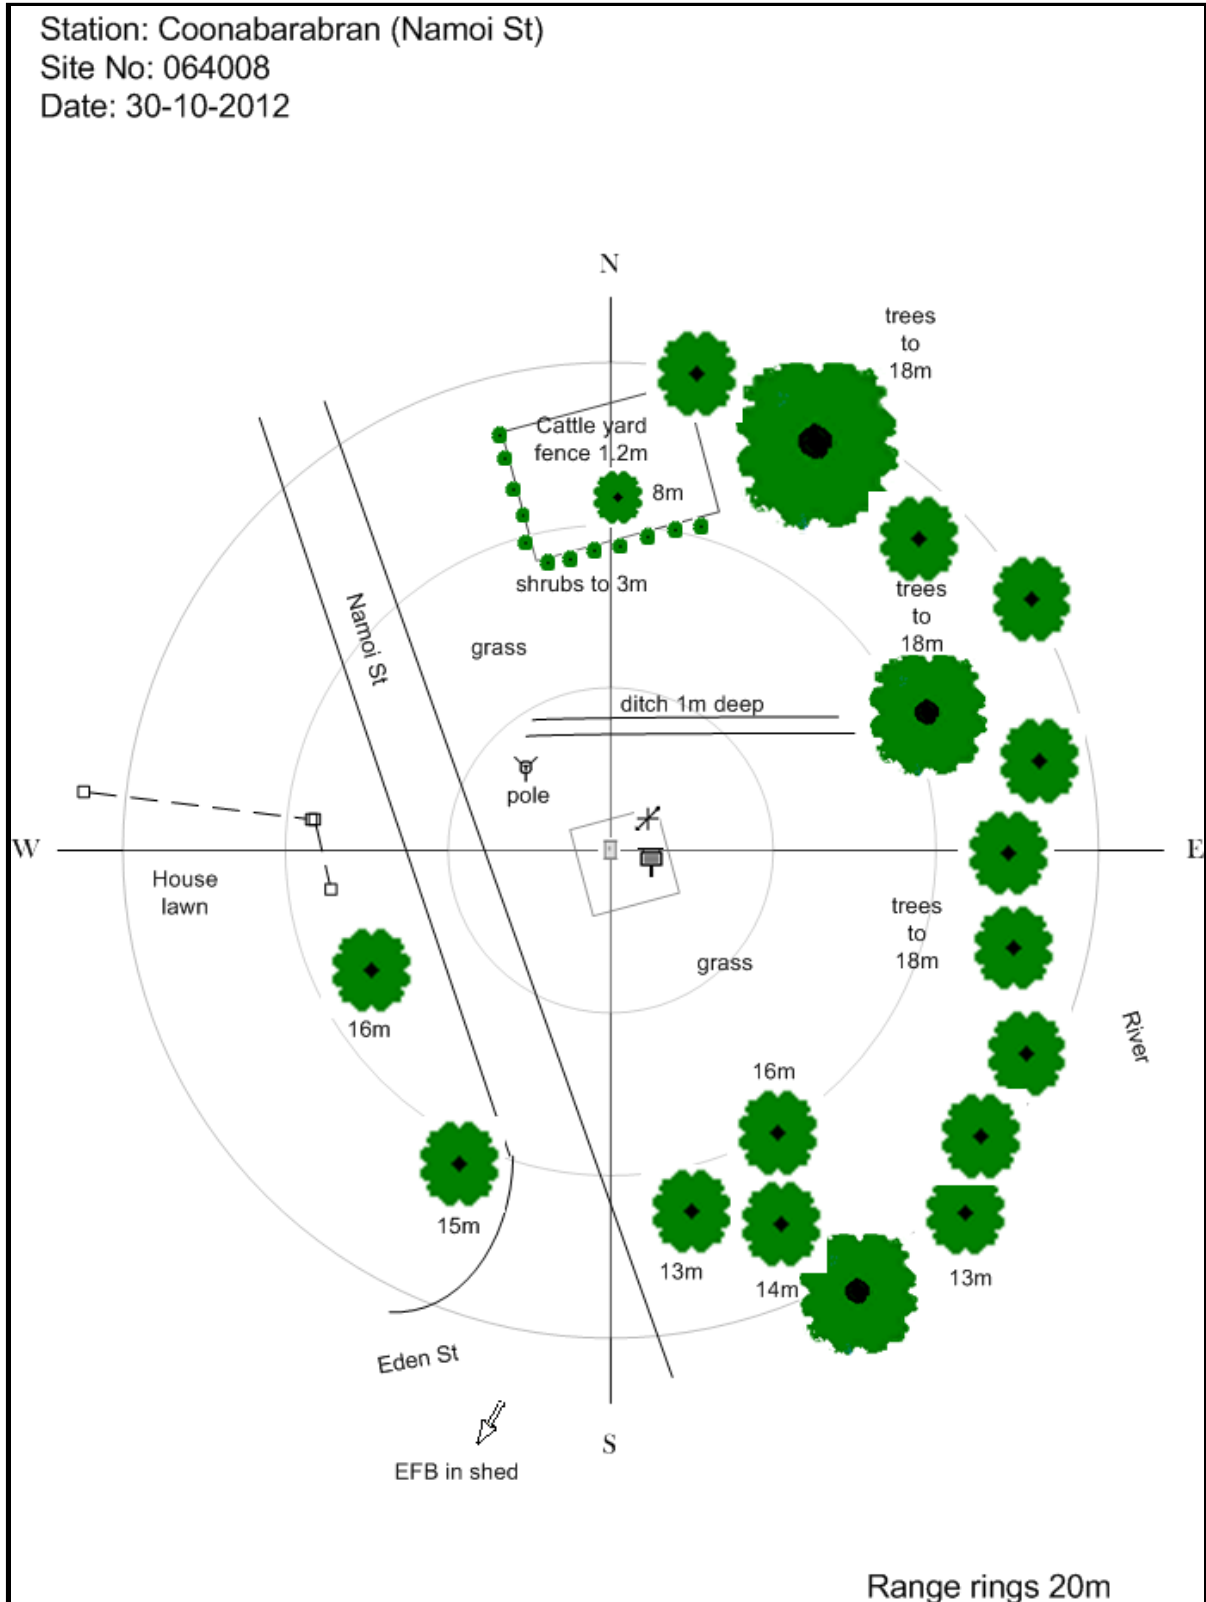 Station: Coonabarabran (Namoi St)
Site No: 064008
Date: 30-10-2012
N
trees
to
18m
Cattle yard
fence 1.2m
8m
shrubs to 3m
trees
to
18m
Namoi St
grass
ditch 1m deep
pole
W
E
House
lawn
trees
to
18m
grass
River
16m
16m
15m
13m
14m
13m
Eden St
S
EFB in shed
Range rings 20m